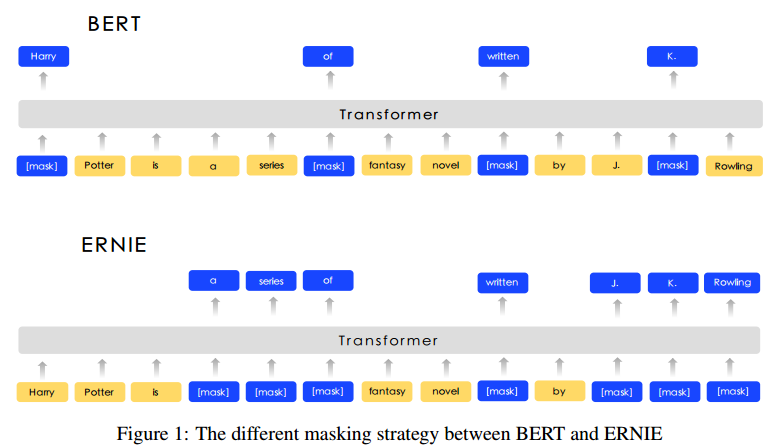 BERT
Harry of written K.
Transformer
[mask] Potter is a series [mask] fantasy novel [mask] by J. [mask] Rowling
ERNIE
a series of written J. K. Rowling
Transformer
Harry Potter is [mask] [mask] [mask] fantasy novel [mask] by [mask] [mask] [mask]
Figure 1: The different masking strategy between BERT and ERNIE